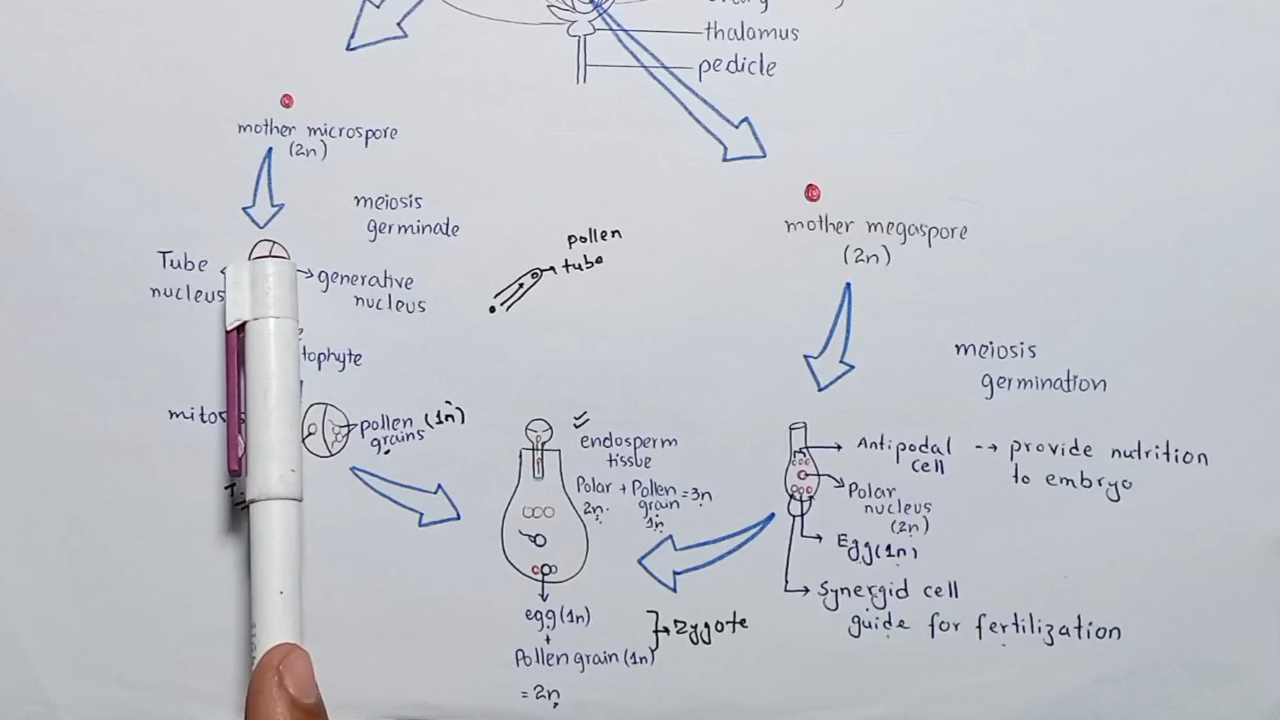 thalamus
pedicle
mother microspore
(2n)
meiosis
germinate
Tube
nucleus
generative
nucleus
tophyte
pollen
tube
mother megaspore
(2n)
meiosis
germination
mitos
pollen (1n)
grains
endosperm
tissue
Polar + Pollen = 3n
2n. grain
1n
Antipodal → provide nutrition
cell to embryo
Polar
nucleus
(2n)
Egg(1n)
Synergid cell
guide for fertilization
egg(1n)
+
Pollen grain(1n)
= 2n
Zygote